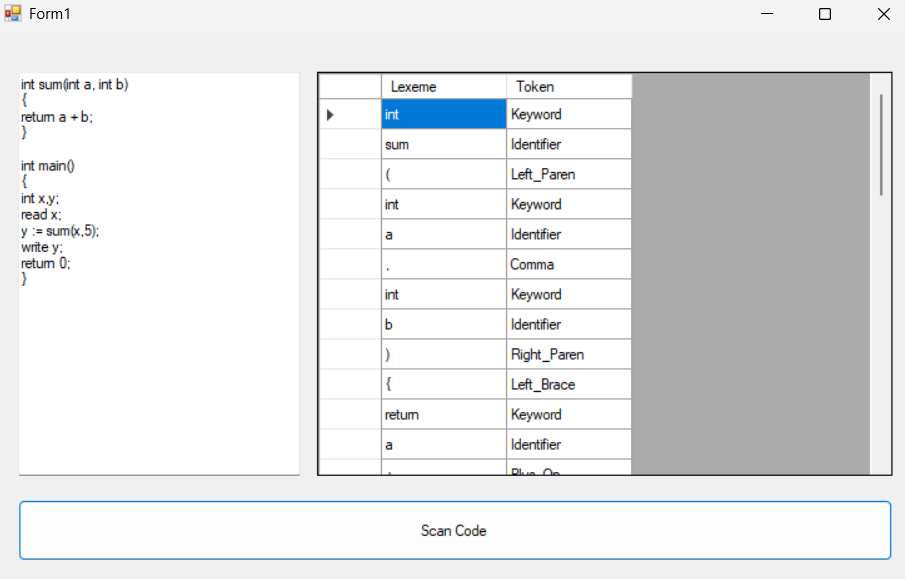 Form1
int sum(int a, int b)
{
return a + b;
}
int main()
{
int x,y;
read x;
y := sum(x,5);
write y;
return 0;
}
Lexeme Token
int Keyword
sum Identifier
( Left_Paren
int Keyword
a Identifier
, Comma
int Keyword
b Identifier
) Right_Paren
{ Left_Brace
return Keyword
a Identifier
+ Plus_Op
Scan Code